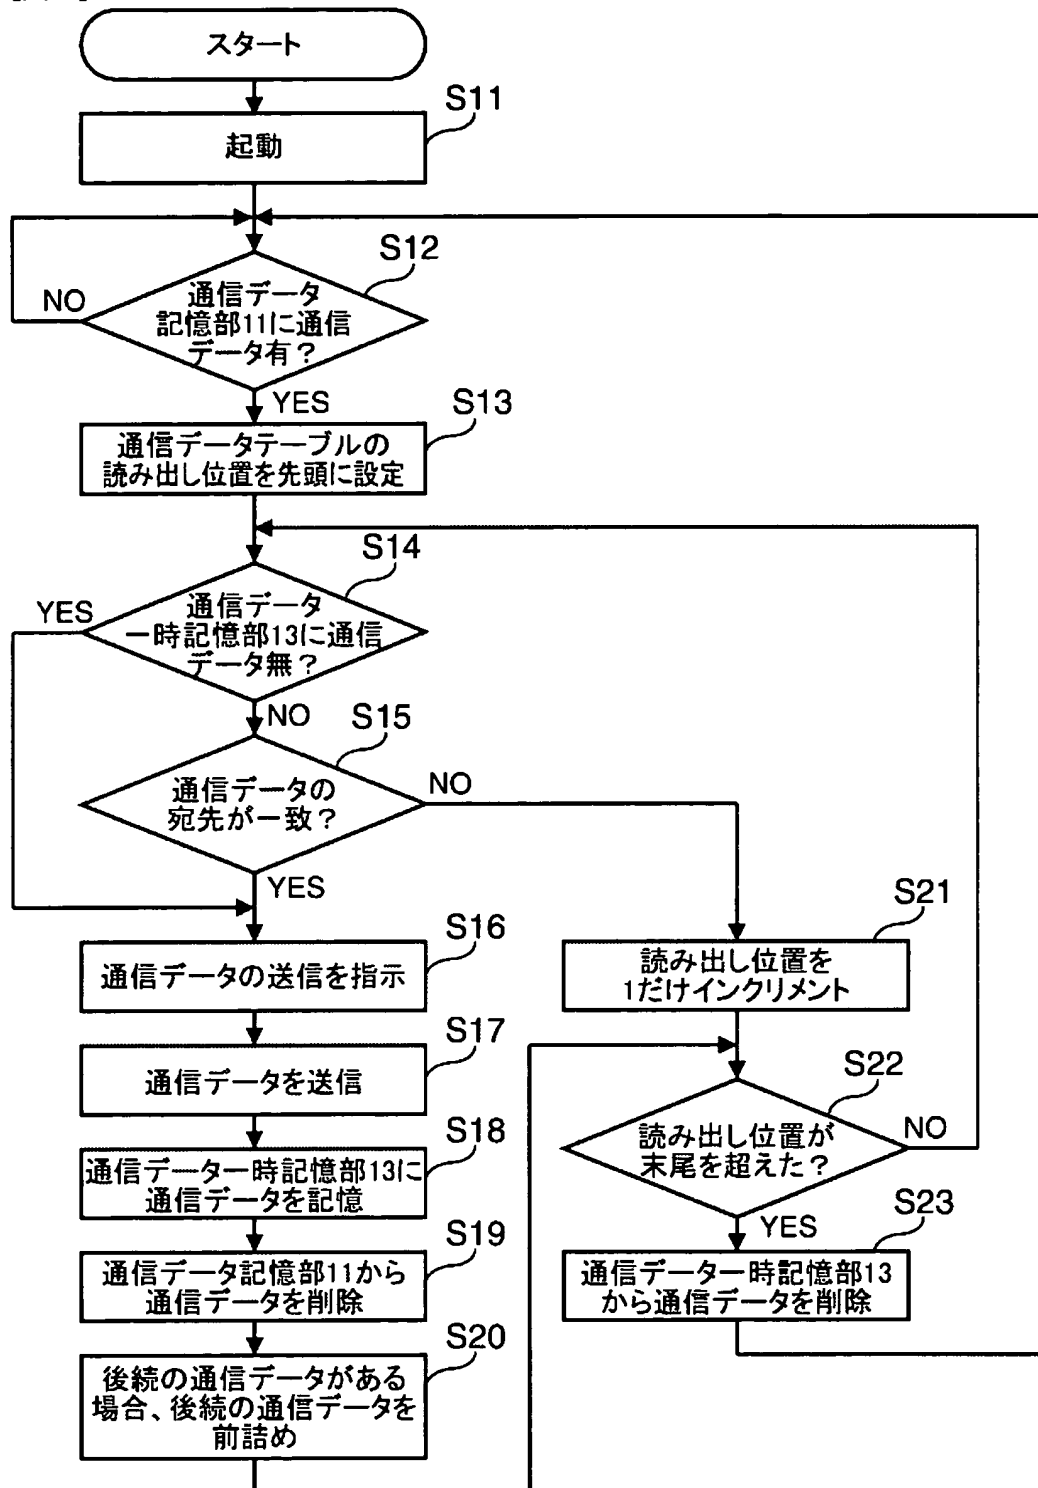 スタート
S11
起動
S12
NO
通信データ
記憶部11に通信
データ有？
YES
S13
通信データテーブルの
読み出し位置を先頭に設定
S14
YES
通信データ
一時記憶部13に通信
データ無？
NO
S15
通信データの
宛先が一致？
NO
YES
S16
通信データの送信を指示
S17
通信データを送信
S18
通信データ一時記憶部13に
通信データを記憶
S19
通信データ記憶部11から
通信データを削除
S20
後続の通信データがある
場合、後続の通信データを
前詰め
S21
読み出し位置を
1だけインクリメント
S22
読み出し位置が
末尾を超えた？
NO
YES
S23
通信データ一時記憶部13
から通信データを削除